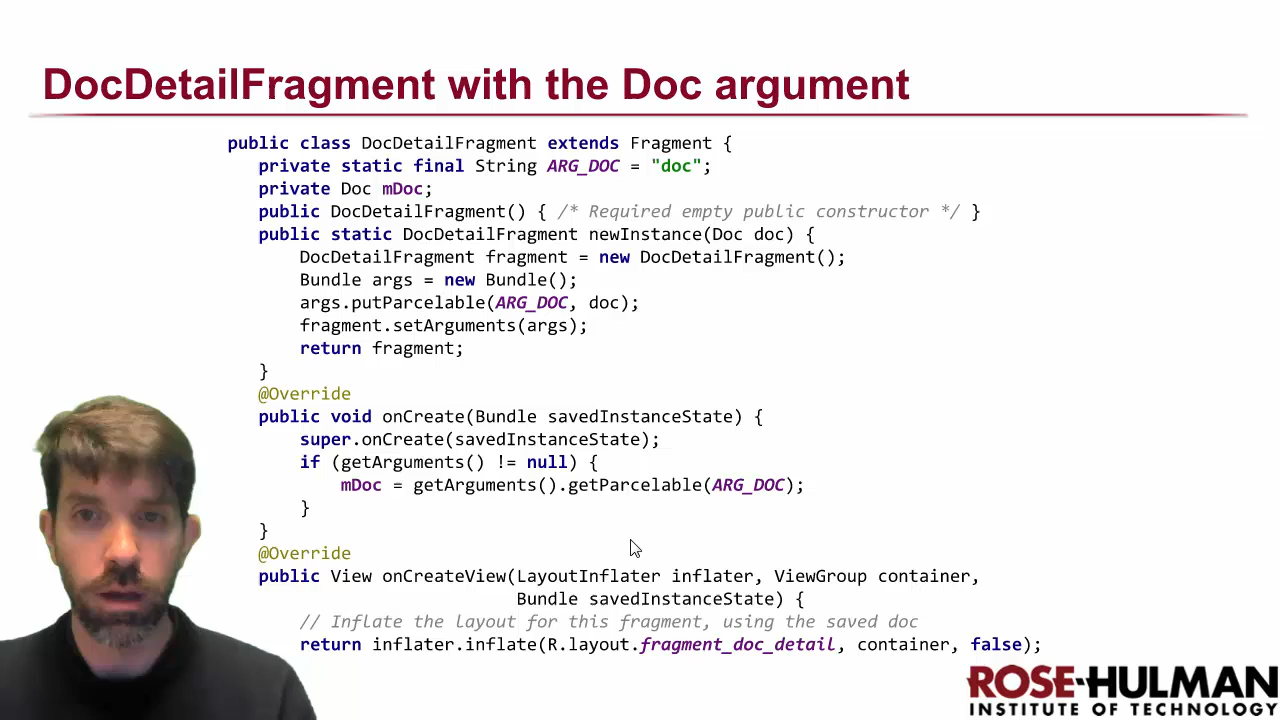 DocDetailFragment with the Doc argument
public class DocDetailFragment extends Fragment {
private static final String ARG_DOC = "doc";
private Doc mDoc;
public DocDetailFragment() { /* Required empty public constructor */ }
public static DocDetailFragment newInstance(Doc doc) {
DocDetailFragment fragment = new DocDetailFragment();
Bundle args = new Bundle();
args.putParcelable(ARG_DOC, doc);
fragment.setArguments(args);
return fragment;
}
@Override
public void onCreate(Bundle savedInstanceState) {
super.onCreate(savedInstanceState);
if (getArguments() != null) {
mDoc = getArguments().getParcelable(ARG_DOC);
}
}
@Override
public View onCreateView(LayoutInflater inflater, ViewGroup container,
Bundle savedInstanceState) {
// Inflate the layout for this fragment, using the saved doc
return inflater.inflate(R.layout.fragment_doc_detail, container, false);
ROSE-HULMAN
INSTITUTE OF TECHNOLOGY